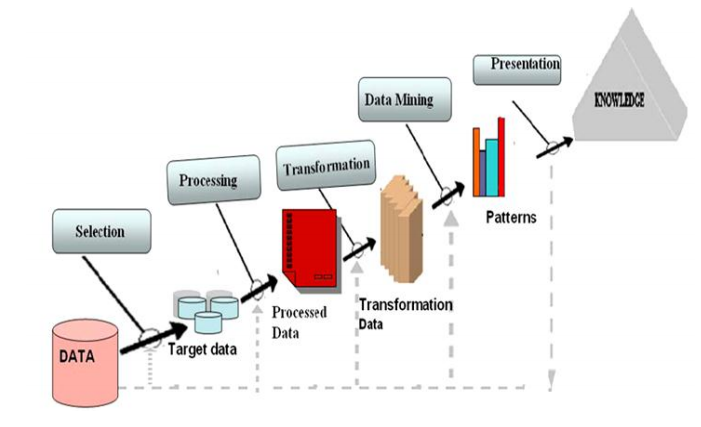 Presentation
KNOWLEDGE
Data Mining
Transformation
Processing
Patterns
Selection
Transformation
Data
Processed
Data
Target data
DATA